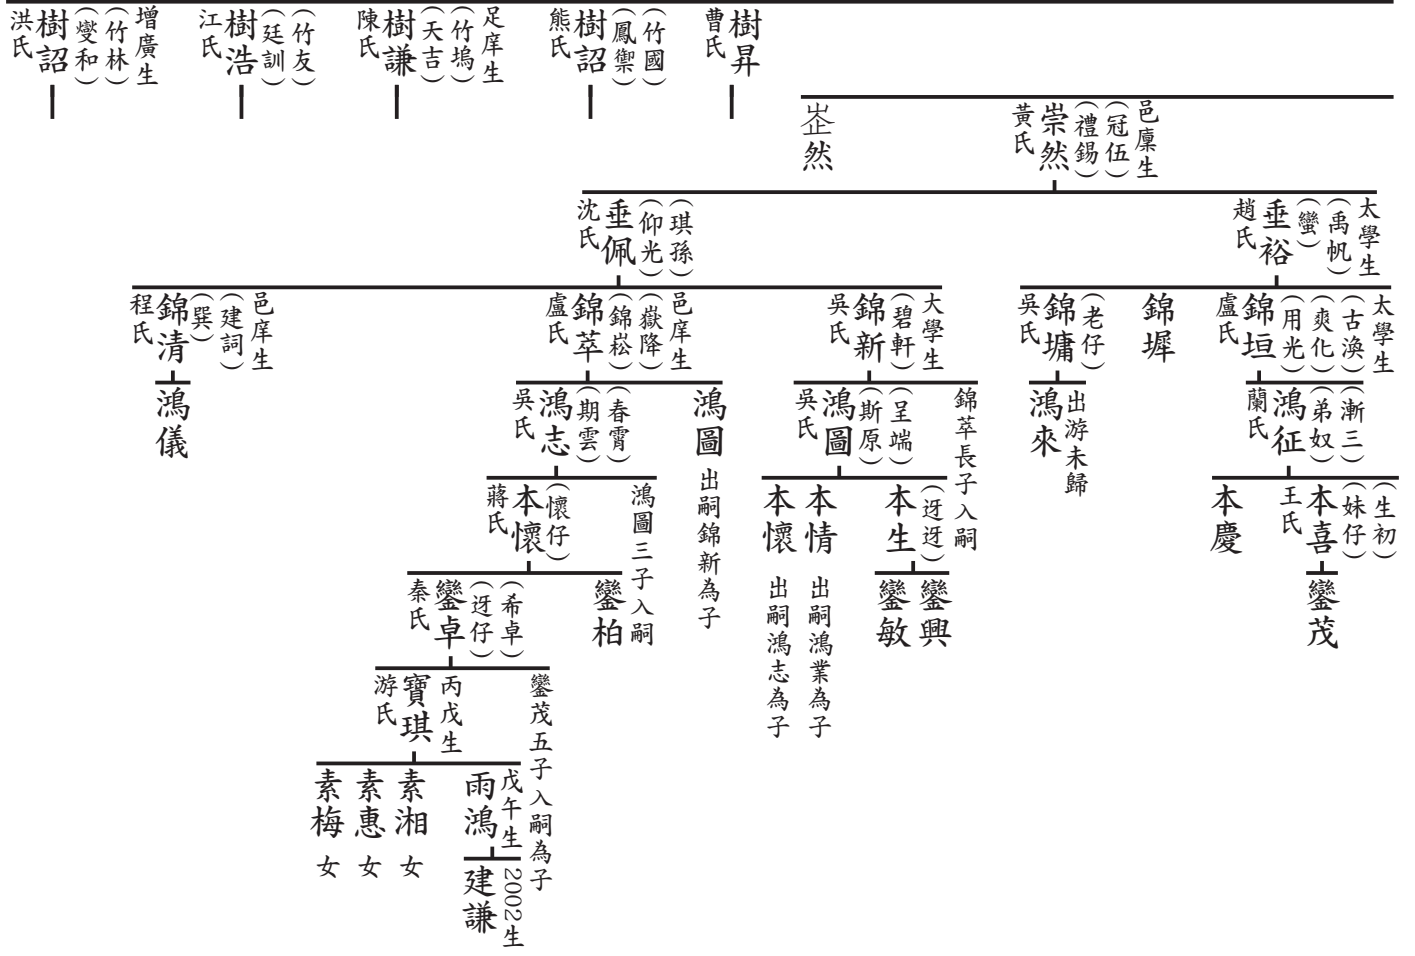 樹昇
曹氏
(竹國)
(鳳禦)
樹詔
熊氏
足庠生
(竹塢)
(天吉)
樹謙
陳氏
(竹友)
(廷訓)
樹浩
江氏
增廣生
(竹林)
(燮和)
樹詔
洪氏
邑廩生
(冠伍)
(禮錫)
崇然
黃氏
然
太學生
(禹帆)
(蠻)
垂裕
趙氏
(琪孫)
(仰光)
垂佩
沈氏
太學生
(古渙)
(爽化)
(用光)
錦垣
盧氏
錦墀
(老仔)
錦墉
吳氏
大學生
(碧軒)
錦新
吳氏
邑庠生
(嶽降)
(錦崧)
錦萃
盧氏
邑庠生
(建詞)
(巽)
錦清
程氏
(漸三)
(弟奴)
鴻征
蘭氏
出游未歸
鴻來
錦萃長子入嗣
(呈端)
(斯原)
鴻圖
吳氏
鴻圖 出嗣錦新為子
(春霄)
(期雲)
鴻志
吳氏
鴻儀
(生初)
(妹仔)
本喜
王氏
本慶
(迓迓)
本生
本情 出嗣鴻業為子
本懷 出嗣鴻志為子
鴻圖三子入嗣
(懷仔)
本懷
蔣氏
鑾茂
鑾興
鑾敏
鑾柏
(希卓)
(迓仔)
鑾卓
秦氏
鑾茂五子入嗣為子
丙戊生
寶琪
游氏
戊午生
雨鴻
素湘 女
素惠 女
素梅 女
2002生
建謙